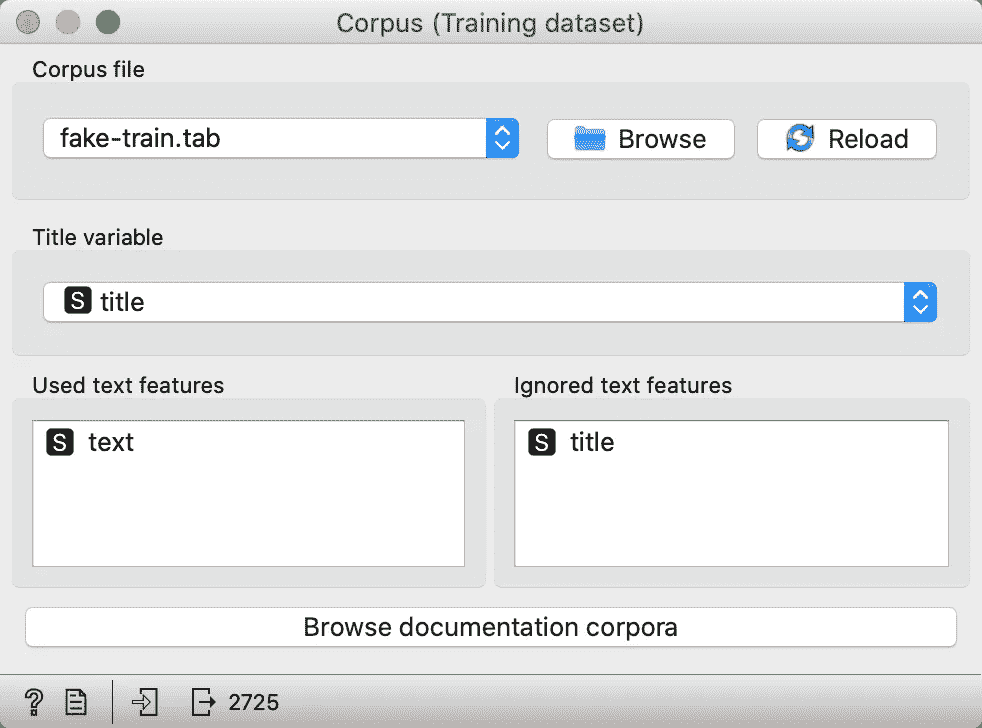 Corpus (Training dataset)
Corpus file
fake-train.tab Browse Reload
Title variable
S title
Used text features Ignored text features
S text S title
Browse documentation corpora
? 2725